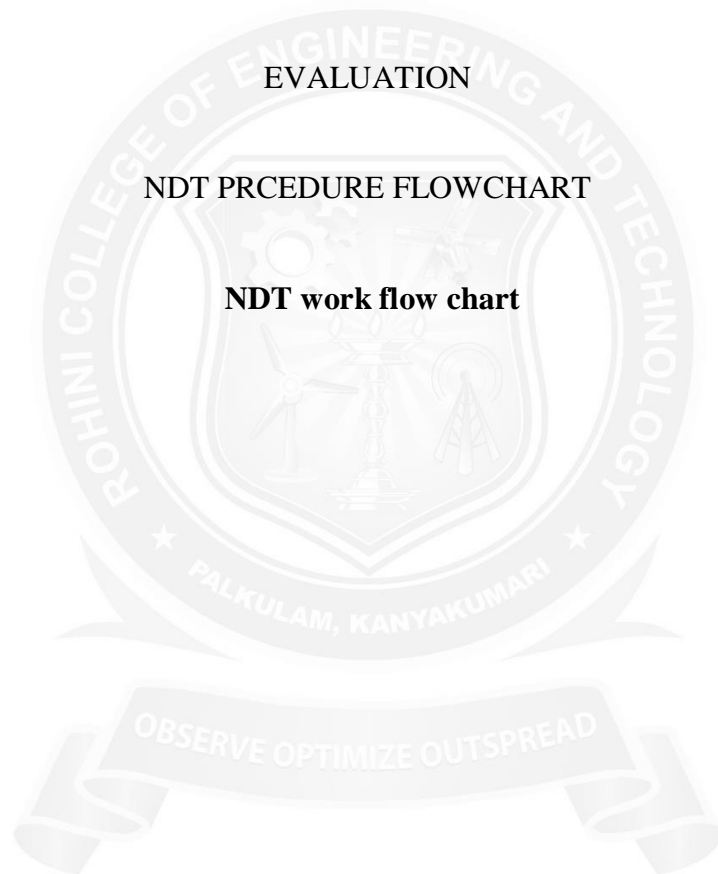 EVALUATION
NDT PRCEDURE FLOWCHART
NDT work flow chart
ROHINI COLLEGE OF ENGINEERING AND TECHNOLOGY
PALKULAM, KANYAKUMARI
OBSERVE OPTIMIZE OUTSPREAD